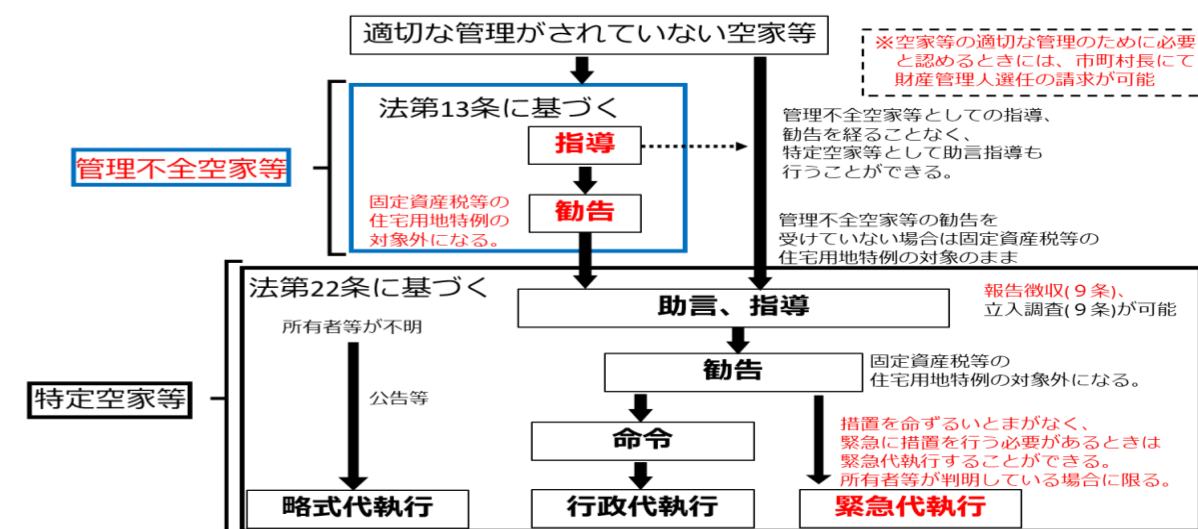 適切な管理がされていない空家等
※空家等の適切な管理のために必要
と認めるときには、市町村長にて
財産管理人選任の請求が可能
法第13条に基づく
指導
管理不全空家等としての指導、
勧告を経ることなく、
特定空家等として助言指導も
行うことができる。
管理不全空家等
固定資産税等の
住宅用地特例の
対象外になる。
勧告
管理不全空家等の勧告を
受けていない場合は固定資産税等の
住宅用地特例の対象のまま
法第22条に基づく
助言、指導
報告徴収(９条)、
立入調査(９条)が可能
所有者等が不明
勧告
固定資産税等の
住宅用地特例の対象外になる。
特定空家等
公告等
命令
措置を命ずるいとまがなく、
緊急に措置を行う必要があるときは
緊急代執行することができる。
所有者等が判明している場合に限る。
略式代執行
行政代執行
緊急代執行